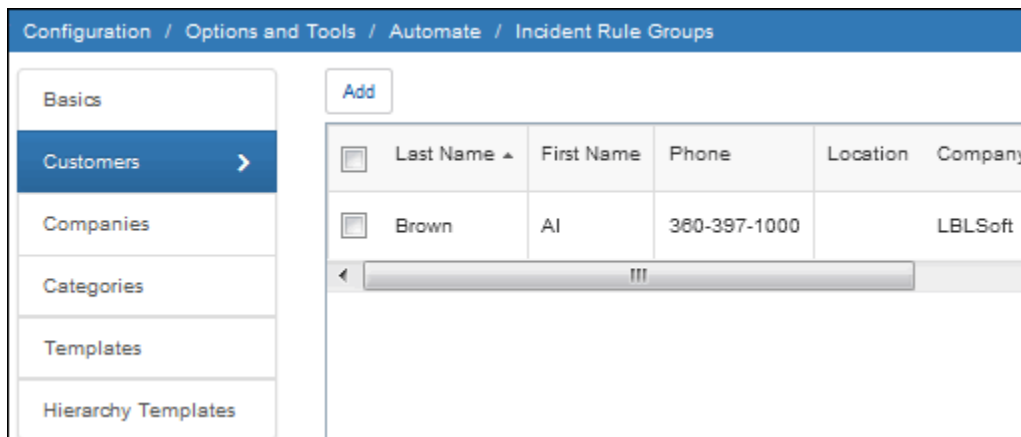 Configuration / Options and Tools / Automate / Incident Rule Groups
Basics
Customers
Companies
Categories
Templates
Hierarchy Templates
Add
Last Name First Name Phone Location Company
Brown Al 360-397-1000 LBLSoft